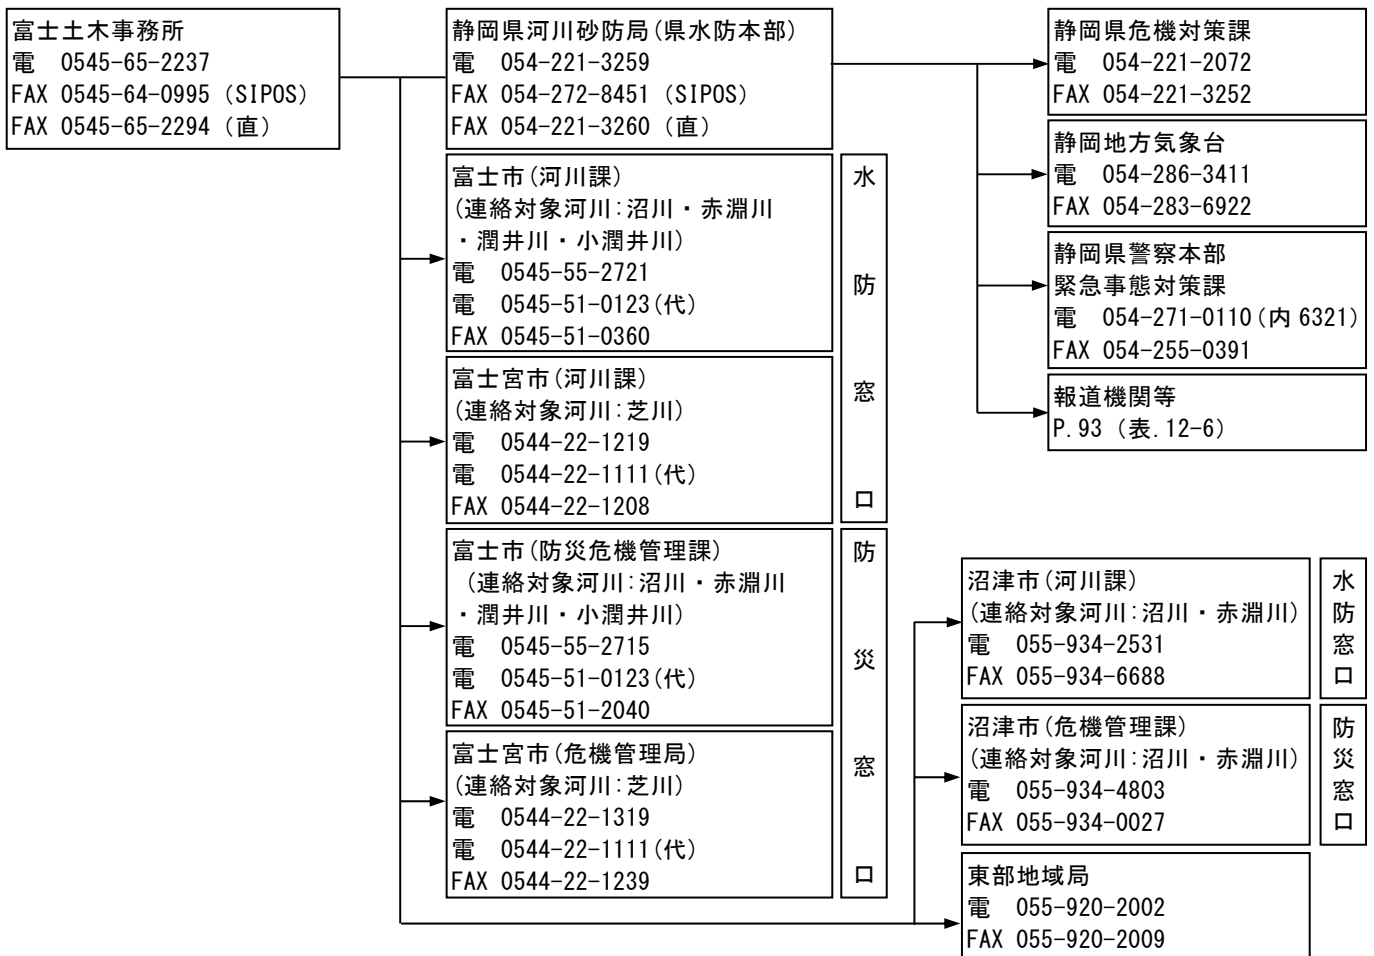 富士土木事務所
電 0545-65-2237
FAX 0545-64-0995 (SIPOS)
FAX 0545-65-2294 (直)
静岡県河川砂防局(県水防本部)
電 054-221-3259
FAX 054-272-8451 (SIPOS)
FAX 054-221-3260 (直)
富士市(河川課)
(連絡対象河川:沼川・赤淵川
・潤井川・小潤井川)
電 0545-55-2721
電 0545-51-0123(代)
FAX 0545-51-0360
富士宮市(河川課)
(連絡対象河川:芝川)
電 0544-22-1219
電 0544-22-1111(代)
FAX 0544-22-1208
水防窓口
富士市(防災危機管理課)
(連絡対象河川:沼川・赤淵川
・潤井川・小潤井川)
電 0545-55-2715
電 0545-51-0123(代)
FAX 0545-51-2040
富士宮市(危機管理局)
(連絡対象河川:芝川)
電 0544-22-1319
電 0544-22-1111(代)
FAX 0544-22-1239
防災窓口
静岡県危機対策課
電 054-221-2072
FAX 054-221-3252
静岡地方気象台
電 054-286-3411
FAX 054-283-6922
静岡県警察本部
緊急事態対策課
電 054-271-0110(内 6321)
FAX 054-255-0391
報道機関等
P.93 (表.12-6)
沼津市(河川課)
(連絡対象河川:沼川・赤淵川)
電 055-934-2531
FAX 055-934-6688
水防窓口
沼津市(危機管理課)
(連絡対象河川:沼川・赤淵川)
電 055-934-4803
FAX 055-934-0027
防災窓口
東部地域局
電 055-920-2002
FAX 055-920-2009